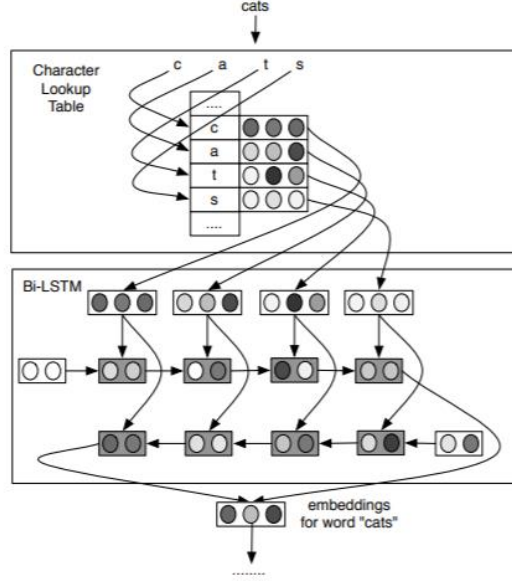 cats
Character
Lookup
Table
c a t s
....
c
a
t
s
....
Bi-LSTM
embeddings
for word "cats"
........